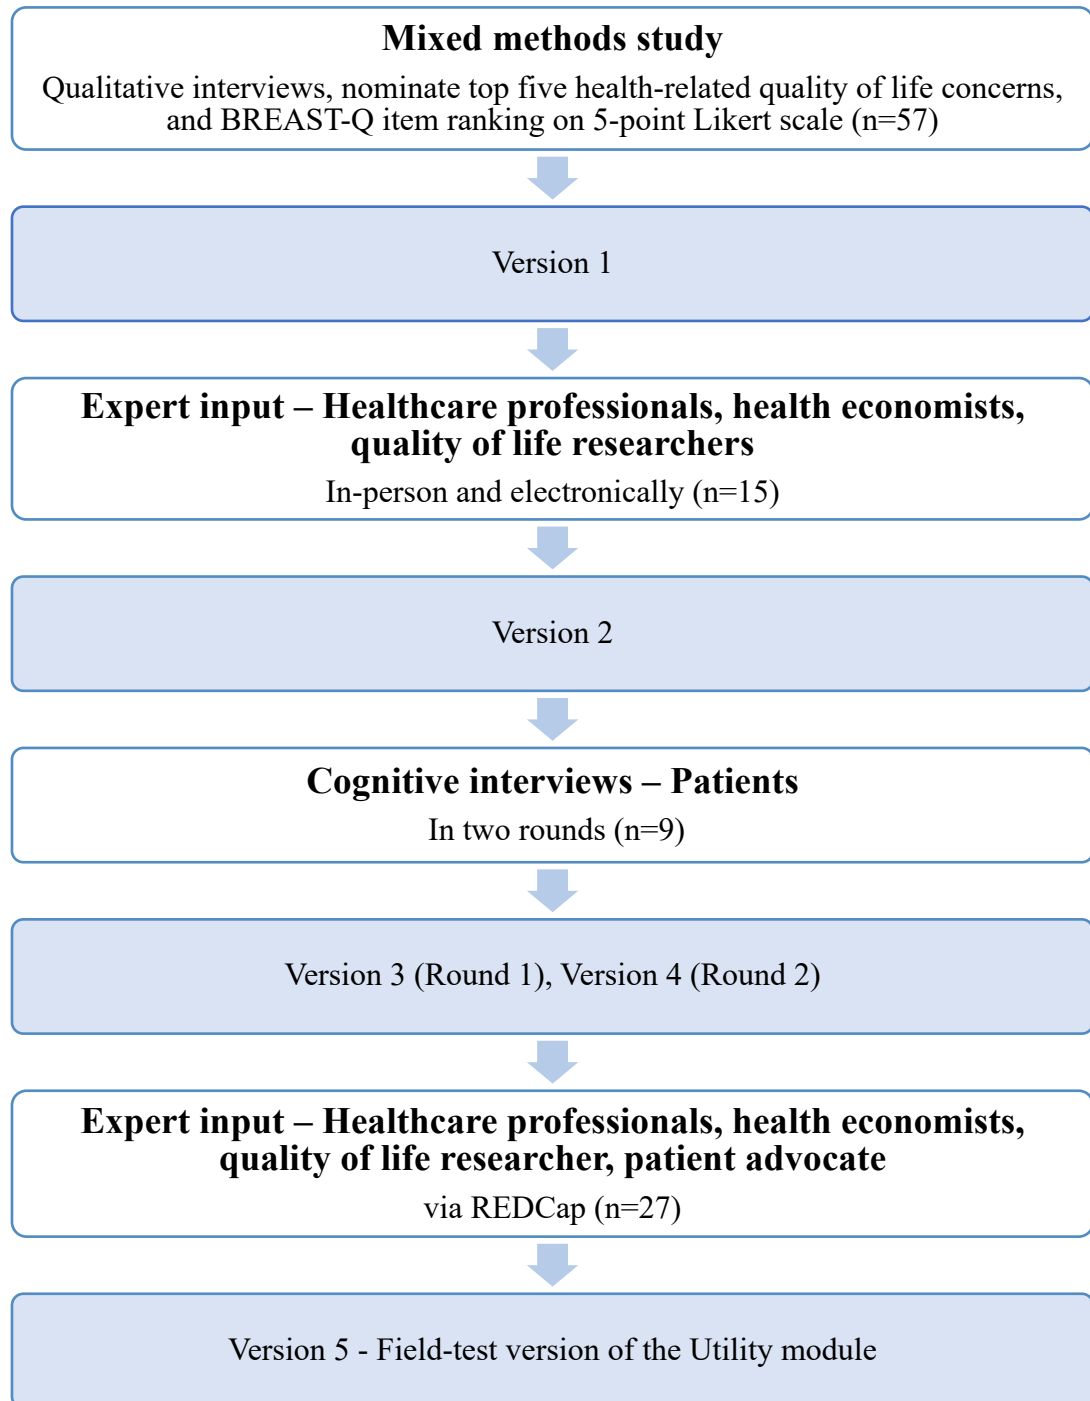 Mixed methods study
Qualitative interviews, nominate top five health-related quality of life concerns,
and BREAST-Q item ranking on 5-point Likert scale (n=57)
Version 1
Expert input – Healthcare professionals, health economists,
quality of life researchers
In-person and electronically (n=15)
Version 2
Cognitive interviews – Patients
In two rounds (n=9)
Version 3 (Round 1), Version 4 (Round 2)
Expert input – Healthcare professionals, health economists,
quality of life researcher, patient advocate
via REDCap (n=27)
Version 5 - Field-test version of the Utility module